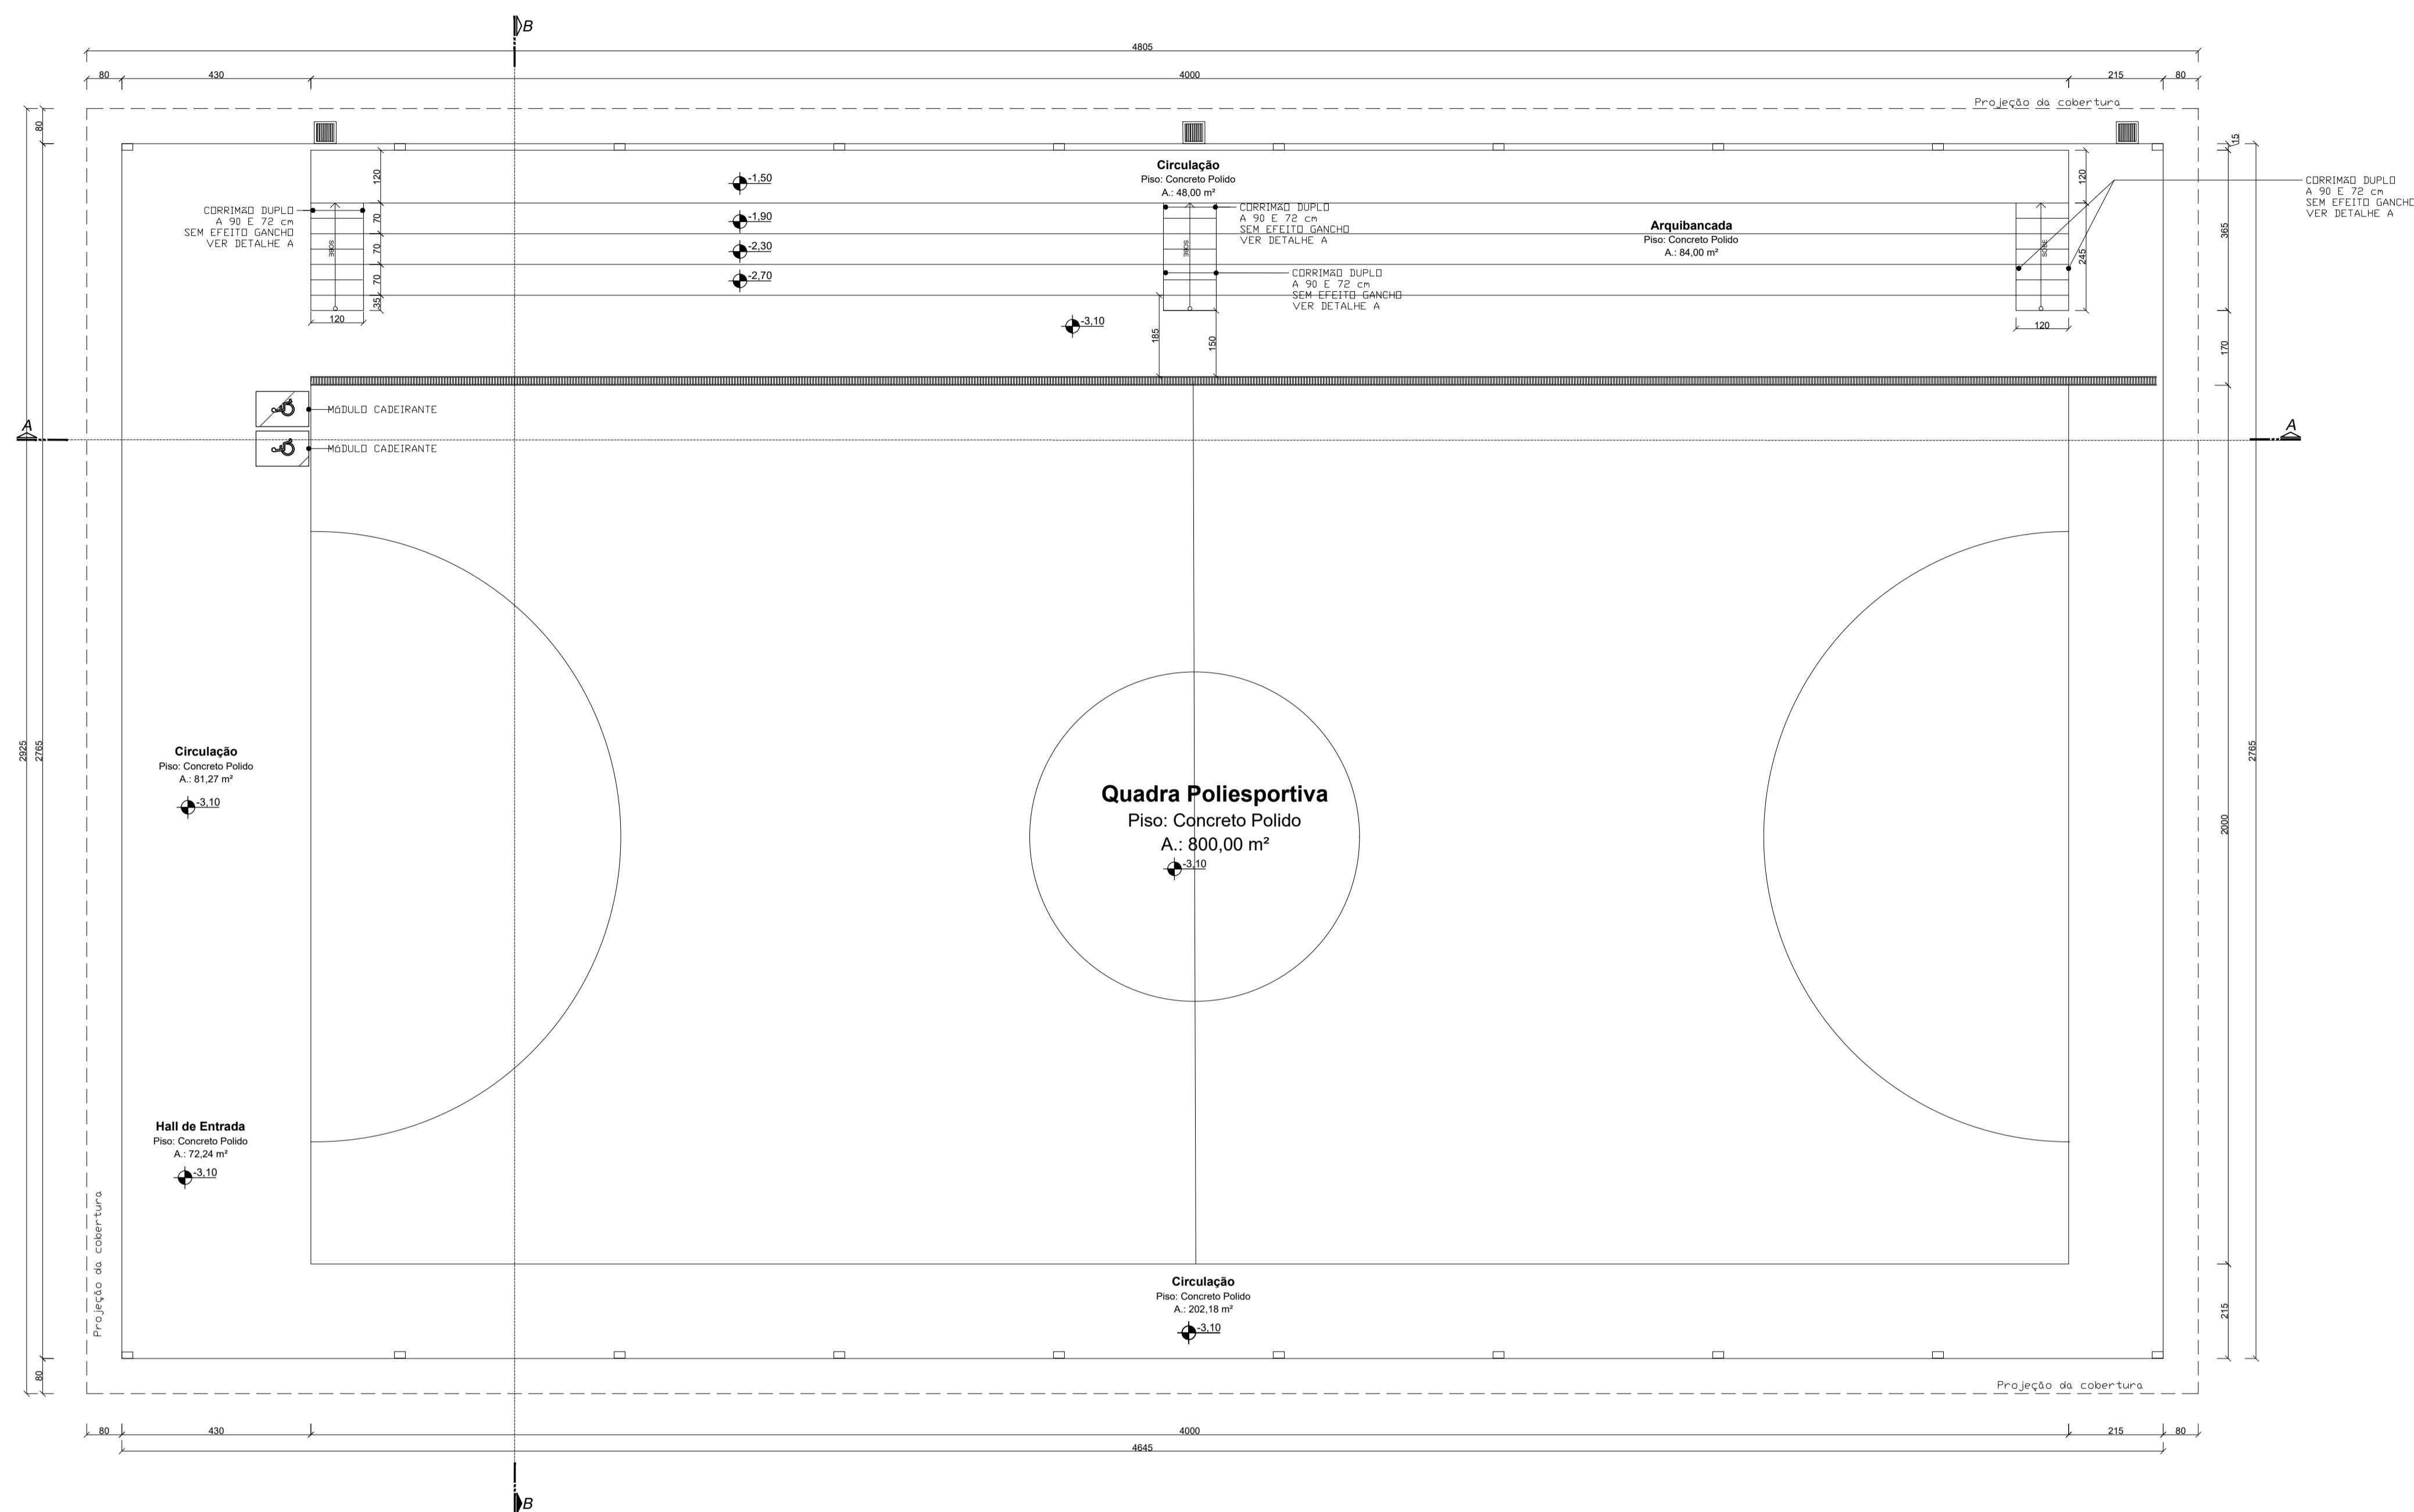 B
4805
80
430
4000
215
80
Projeção da cobertura
80
15
Circulação
Piso: Concreto Polido
A.: 48,00 m²
120
-1,50
120
CORRIMÃO DUPLO
A 90 E 72 cm
SEM EFEITO GANCHO
VER DETALHE A
CORRIMÃO DUPLO
A 90 E 72 cm
SEM EFEITO GANCHO
VER DETALHE A
CORRIMÃO DUPLO
A 90 E 72 cm
SEM EFEITO GANCHO
VER DETALHE A
70
-1,90
Arquibancada
Piso: Concreto Polido
A.: 84,00 m²
365
SOBE
70
-2,30
SOBE
SOBE
245
70
-2,70
CORRIMÃO DUPLO
A 90 E 72 cm
SEM EFEITO GANCHO
VER DETALHE A
35
120
-3,10
185
150
120
170
MÓDULO CADEIRANTE
A
A
MÓDULO CADEIRANTE
2925
2765
Circulação
Piso: Concreto Polido
A.: 81,27 m²
-3,10
Quadra Poliesportiva
Piso: Concreto Polido
A.: 800,00 m²
-3,10
2000
2765
Hall de Entrada
Piso: Concreto Polido
A.: 72,24 m²
-3,10
Projeção da cobertura
Circulação
Piso: Concreto Polido
A.: 202,18 m²
-3,10
215
80
Projeção da cobertura
80
430
4000
215
80
4645
B